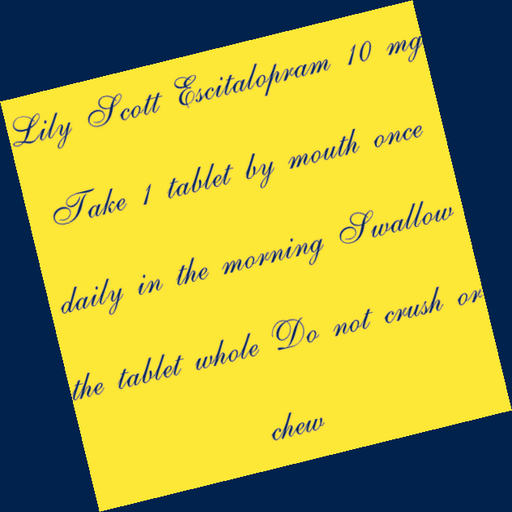 Lily Scott Escitalopram 10 mg
Take 1 tablet by mouth once
daily in the morning Swallow
the tablet whole Do not crush or
chew